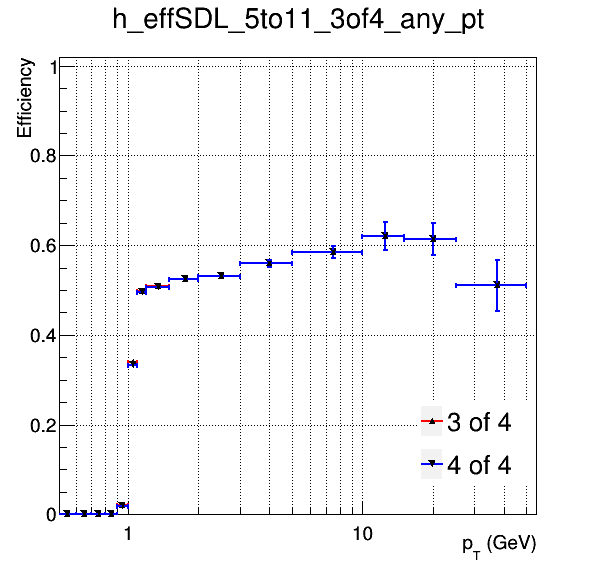 h_effSDL_5to11_3of4_any_pt
Efficiency
1
0.8
0.6
0.4
0.2
0
3 of 4
4 of 4
1
10
p_T (GeV)